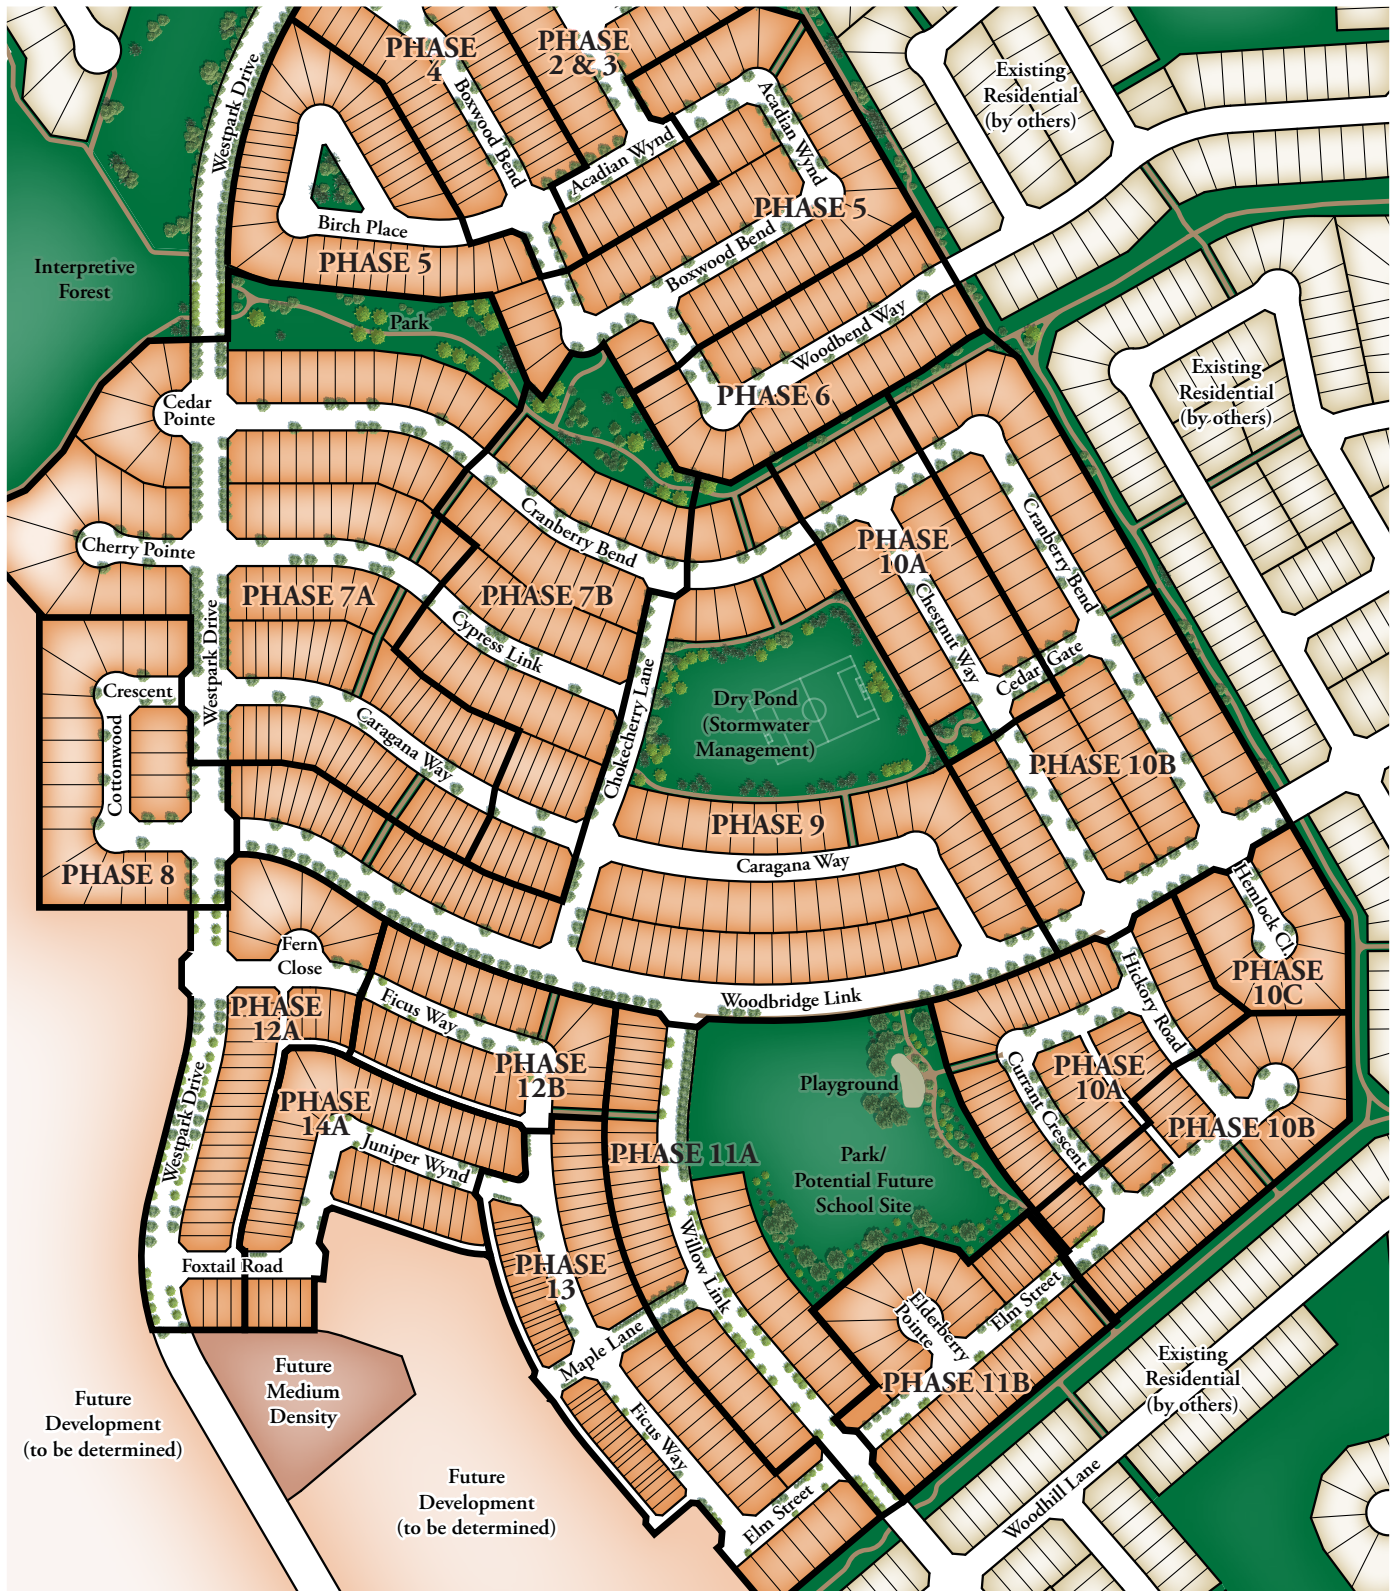 PHASE
4
PHASE
2 & 3
Westpark Drive
Boxwood Bend
Acadian Wynd
Acadian Wynd
Existing
Residential
(by others)
Birch Place
PHASE 5
PHASE 5
Boxwood Bend
Interpretive
Forest
Park
Woodbend Way
PHASE 6
Existing
Residential
(by others)
Cedar
Pointe
Cranberry Bend
Cherry Pointe
PHASE
10A
Cranberry Bend
PHASE 7A
PHASE 7B
Chestnut Way
Cypress Link
Westpark Drive
Cedar Gate
Crescent
Cottonwood
Caragana Way
Chokecherry Lane
Dry Pond
(Stormwater
Management)
PHASE 10B
PHASE 9
Caragana Way
PHASE 8
Hemlock Cl.
Fern
Close
PHASE
10C
Woodbridge Link
Hickory Road
PHASE
12A
Ficus Way
PHASE
12B
Westpark Drive
PHASE
14A
Juniper Wynd
Playground
Currant Crescent
PHASE
10A
PHASE 10B
PHASE 11A
Park/
Potential Future
School Site
Willow Link
Foxtail Road
PHASE
13
Elderberry
Pointe
Elm Street
Maple Lane
PHASE 11B
Existing
Residential
(by others)
Future
Medium
Density
Future
Development
(to be determined)
Ficus Way
Future
Development
(to be determined)
Elm Street
Woodhill Lane